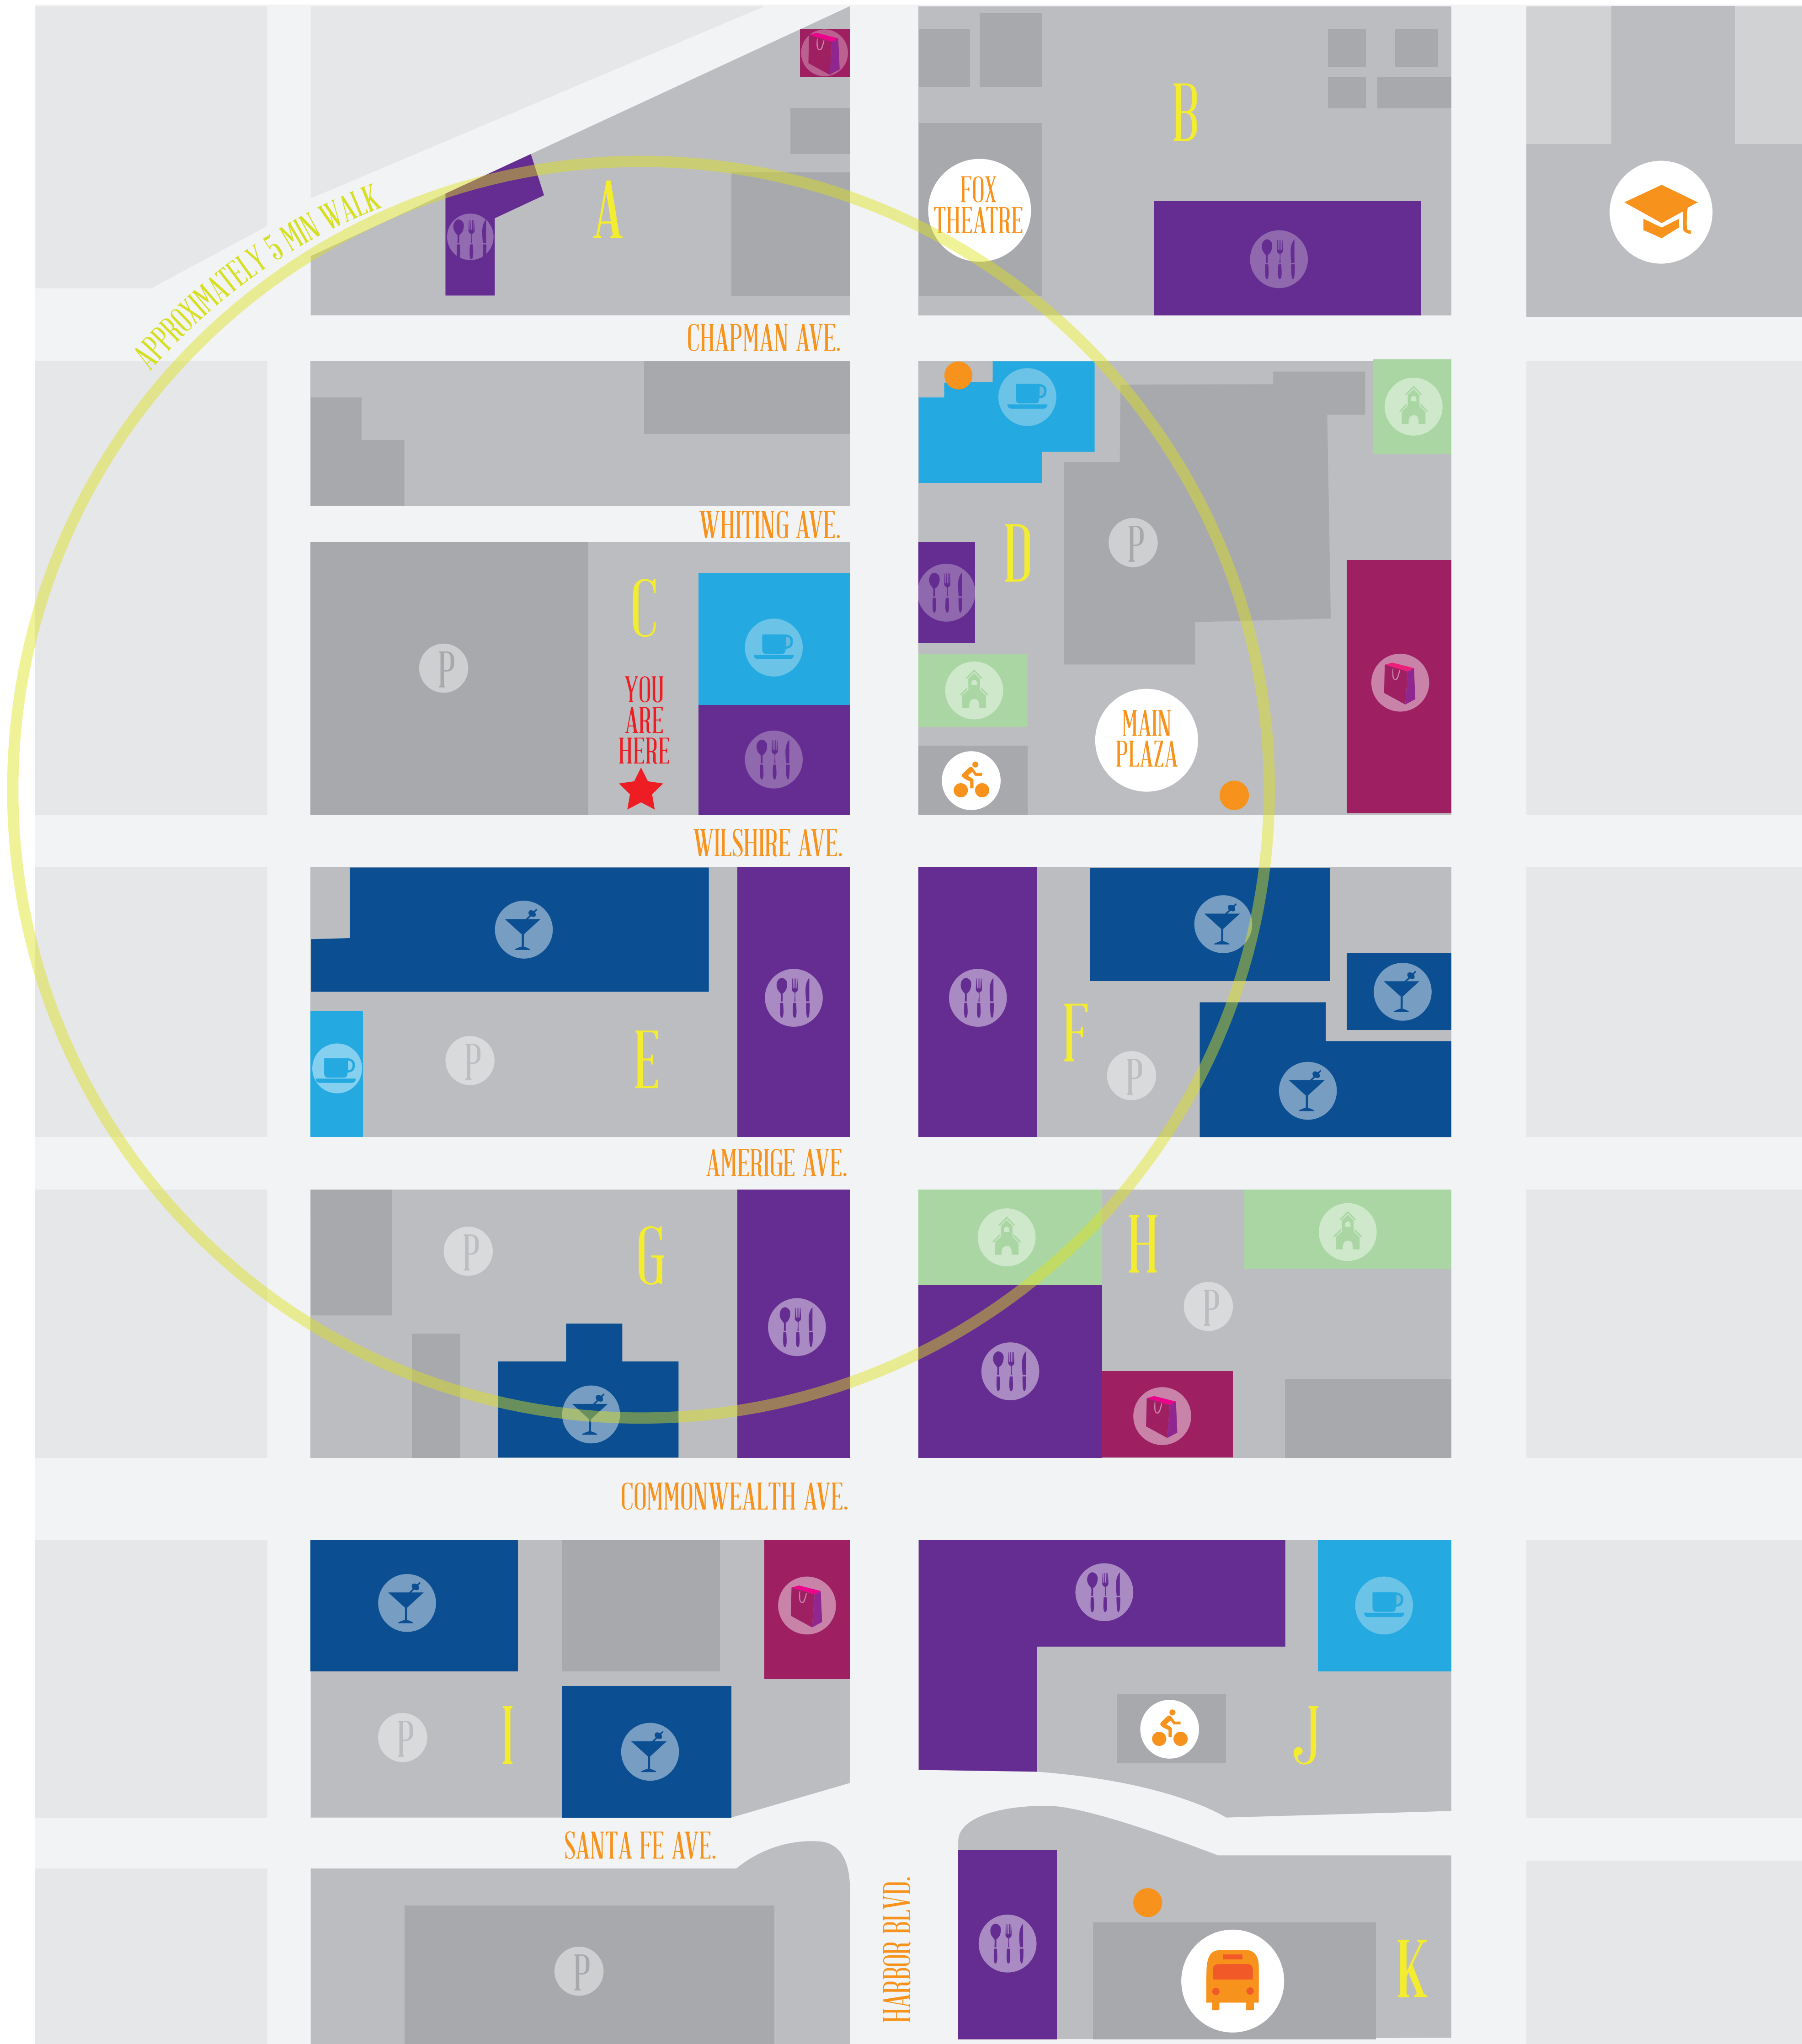 B
A
FOX
THEATRE
APPROXIMATELY 5 MIN WALK
CHAPMAN AVE.
WHITING AVE.
D
P
C
P
YOU
ARE
HERE
MAIN
PLAZA
WILSHIRE AVE.
E
P
F
P
AMERIGE AVE.
G
P
H
P
COMMONWEALTH AVE.
I
P
J
SANTA FE AVE.
HARBOR BLVD.
K
P